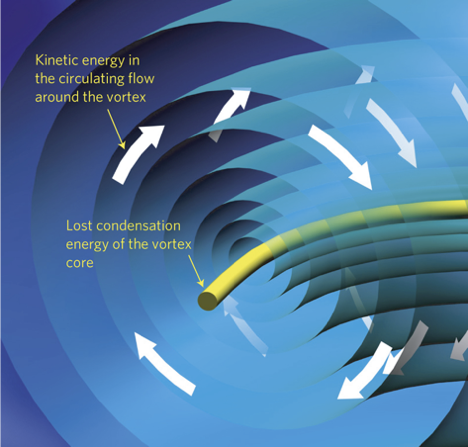 Kinetic energy in
the circulating flow
around the vortex
Lost condensation
energy of the vortex
core